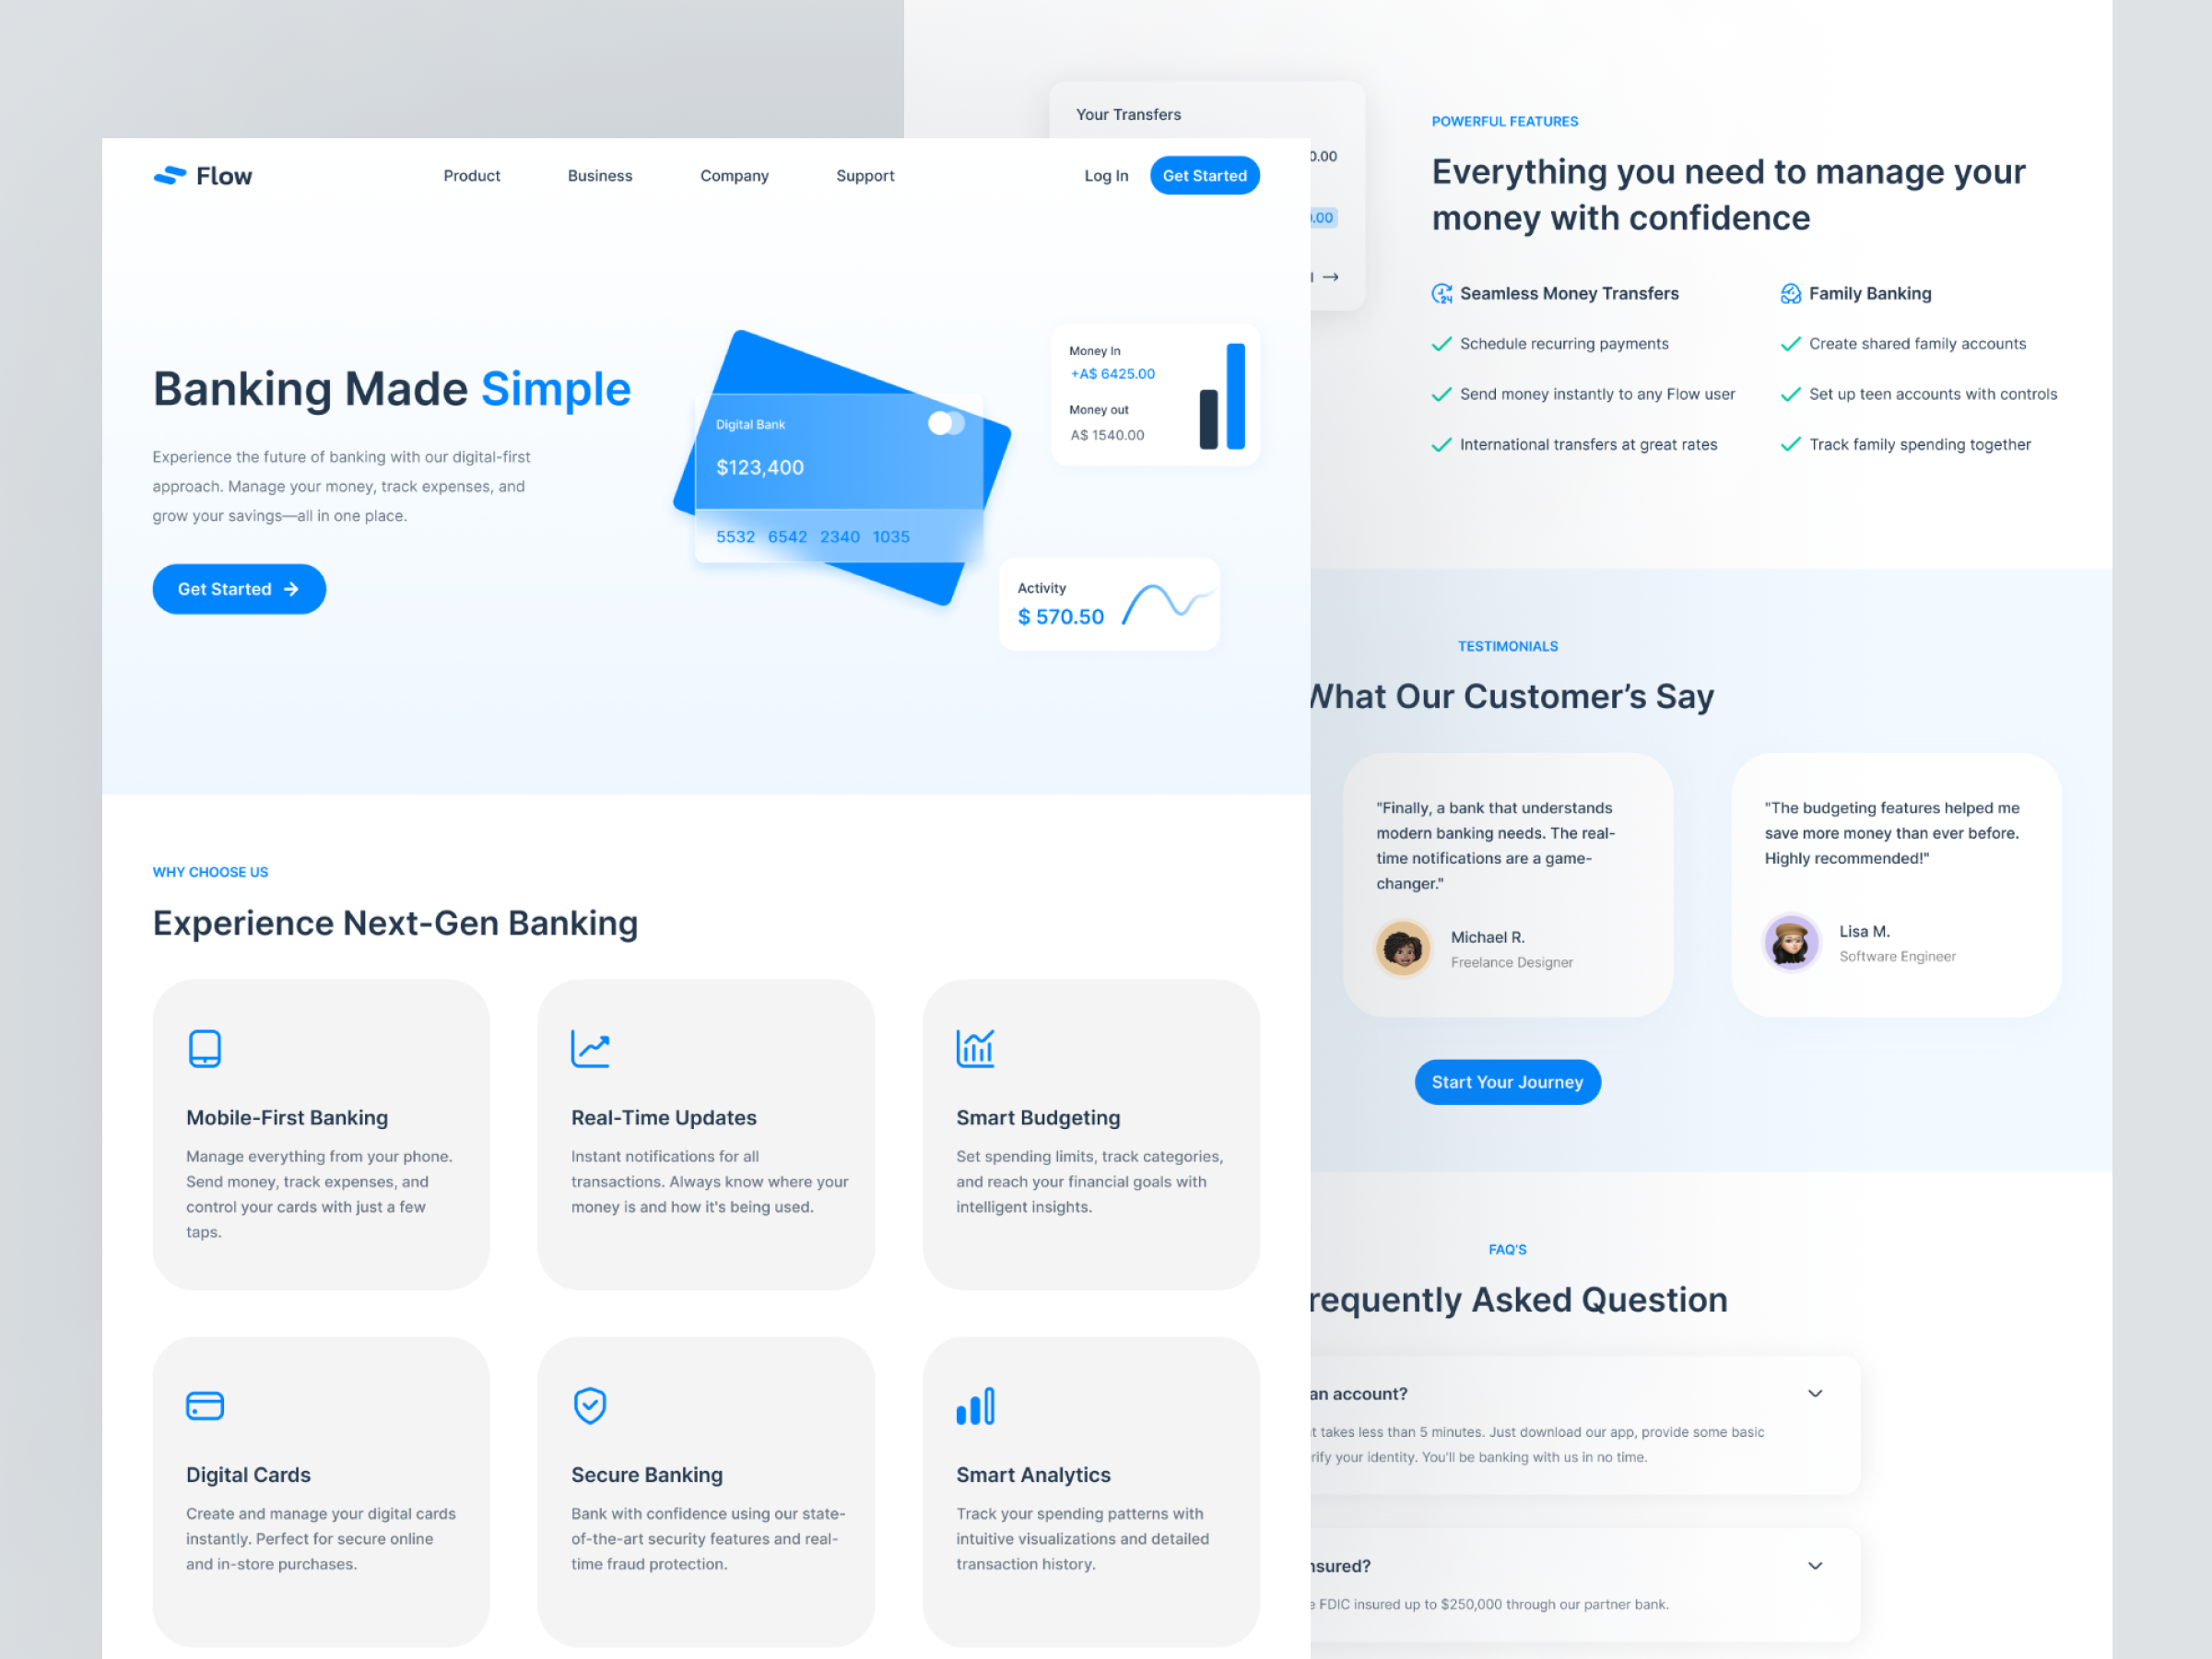 Flow
Product
Business
Company
Support
Log In
Get Started
Banking Made Simple
Experience the future of banking with our digital-first
approach. Manage your money, track expenses, and
grow your savings—all in one place.
Get Started
Digital Bank
$123,400
5532 6542 2340 1035
Money In
+A$ 6425.00
Money out
A$ 1540.00
Activity
$ 570.50
WHY CHOOSE US
Experience Next-Gen Banking
Mobile-First Banking
Manage everything from your phone.
Send money, track expenses, and
control your cards with just a few
taps.
Real-Time Updates
Instant notifications for all
transactions. Always know where your
money is and how it's being used.
Smart Budgeting
Set spending limits, track categories,
and reach your financial goals with
intelligent insights.
Digital Cards
Create and manage your digital cards
instantly. Perfect for secure online
and in-store purchases.
Secure Banking
Bank with confidence using our state-
of-the-art security features and real-
time fraud protection.
Smart Analytics
Track your spending patterns with
intuitive visualizations and detailed
transaction history.
Your Transfers
0.00
.00
POWERFUL FEATURES
Everything you need to manage your
money with confidence
24
Seamless Money Transfers
Schedule recurring payments
Send money instantly to any Flow user
International transfers at great rates
Family Banking
Create shared family accounts
Set up teen accounts with controls
Track family spending together
TESTIMONIALS
What Our Customer’s Say
"Finally, a bank that understands
modern banking needs. The real-
time notifications are a game-
changer."
Michael R.
Freelance Designer
"The budgeting features helped me
save more money than ever before.
Highly recommended!"
Lisa M.
Software Engineer
Start Your Journey
FAQ'S
requently Asked Question
an account?
t takes less than 5 minutes. Just download our app, provide some basic
rify your identity. You'll be banking with us in no time.
nsured?
e FDIC insured up to $250,000 through our partner bank.